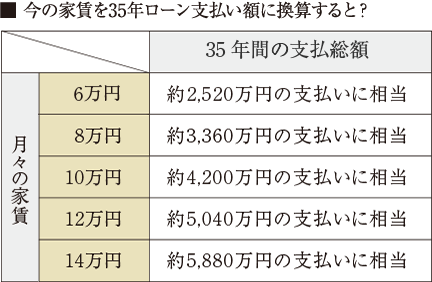 ■ 今の家賃を35年ローン支払い額に換算すると?
35年間の支払総額
月々の家賃
6万円 約2,520万円の支払いに相当
8万円 約3,360万円の支払いに相当
10万円 約4,200万円の支払いに相当
12万円 約5,040万円の支払いに相当
14万円 約5,880万円の支払いに相当